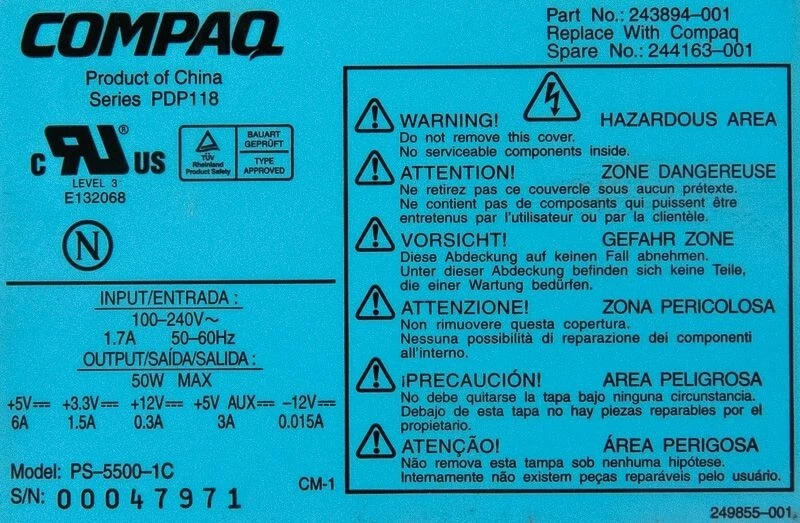 COMPAQ
Product of China
Series PDP118
Part No.: 243894–001
Replace With Compaq
Spare No.: 244163–001
c RU ® US
LEVEL 3
E132068
TÜV
Rheinland
Product Safety
BAUART
GEPRÜFT
TYPE
APPROVED
N
INPUT/ENTRADA :
100–240V~
1.7A 50–60Hz
OUTPUT/SAÍDA/SALIDA :
50W MAX
+5V⎓ +3.3V⎓ +12V⎓ +5V AUX⎓ –12V⎓
6A 1.5A 0.3A 3A 0.015A
Model: PS–5500–1C
S/N: 00047971
CM-1
WARNING! HAZARDOUS AREA
Do not remove this cover.
No serviceable components inside.
ATTENTION! ZONE DANGEREUSE
Ne retirez pas ce couvercle sous aucun prétexte.
Ne contient pas de composants qui puissent être
entretenus par l'utilisateur ou par la clientèle.
VORSICHT! GEFAHR ZONE
Diese Abdeckung auf keinen Fall abnehmen.
Unter dieser Abdeckung befinden sich keine Teile,
die einer Wartung bedürfen.
ATTENZIONE! ZONA PERICOLOSA
Non rimuovere questa copertura.
Nessuna possibilità di reparazione dei componenti
all'interno.
¡PRECAUCIÓN! AREA PELIGROSA
No debe quitarse la tapa bajo ninguna circunstancia.
Debajo de esta tapa no hay piezas reparables por el
propietario.
ATENÇÃO! ÁREA PERIGOSA
Não remova esta tampa sob nenhuma hipótese.
Internamente não existem peças reparáveis pelo usuário.
249855–001